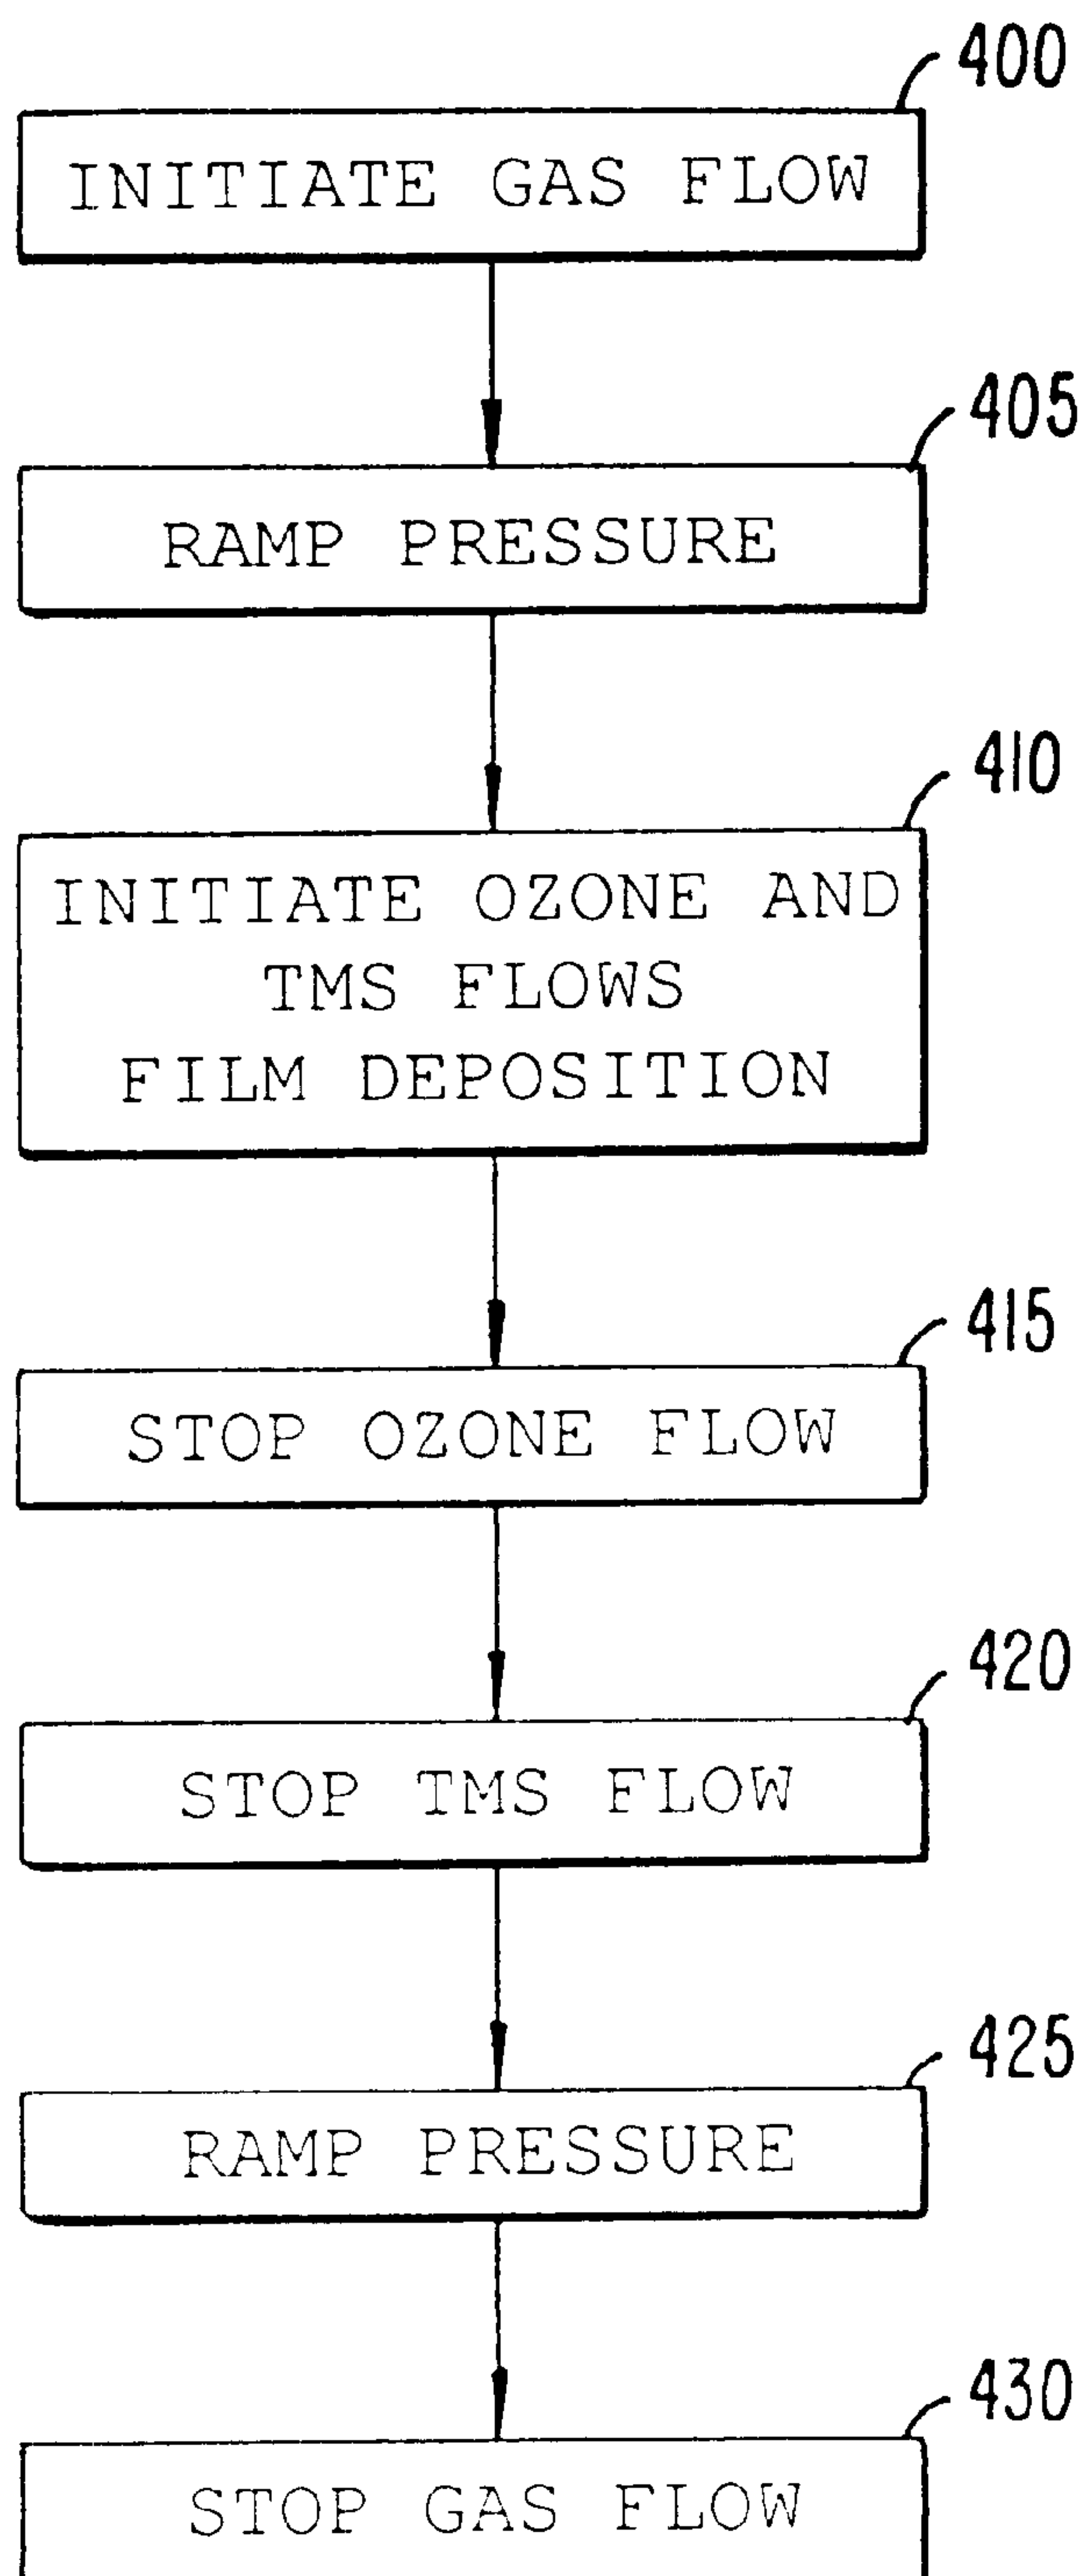 400
INITIATE GAS FLOW
405
RAMP PRESSURE
410
INITIATE OZONE AND
TMS FLOWS
FILM DEPOSITION
415
STOP OZONE FLOW
420
STOP TMS FLOW
425
RAMP PRESSURE
430
STOP GAS FLOW